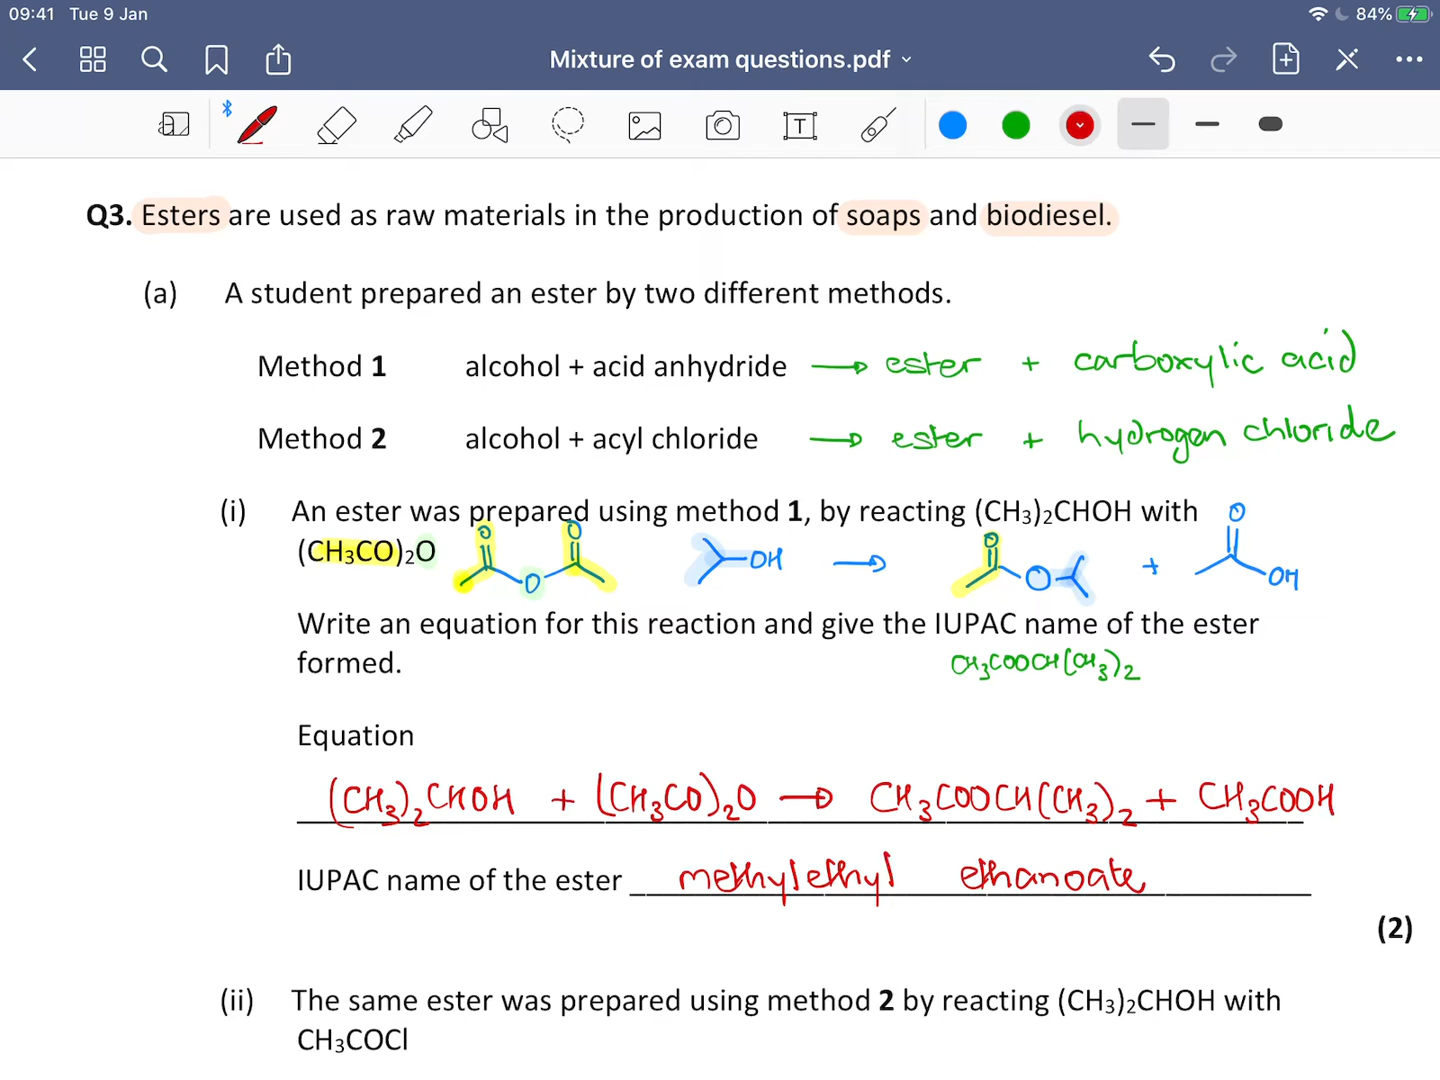 09:41 Tue 9 Jan 84%
Mixture of exam questions.pdf
Q3. Esters are used as raw materials in the production of soaps and biodiesel.
(a) A student prepared an ester by two different methods.
Method 1 alcohol + acid anhydride → ester + carboxylic acid
Method 2 alcohol + acyl chloride → ester + hydrogen chloride
(i) An ester was prepared using method 1, by reacting (CH₃)₂CHOH with
(CH₃CO)₂O O O O OH → O O + O OH
Write an equation for this reaction and give the IUPAC name of the ester
formed. CH₃COOCH(CH₃)₂
Equation
(CH₃)₂CHOH + (CH₃CO)₂O → CH₃COOCH(CH₃)₂ + CH₃COOH
IUPAC name of the ester methylethyl ethanoate
(2)
(ii) The same ester was prepared using method 2 by reacting (CH₃)₂CHOH with
CH₃COCl